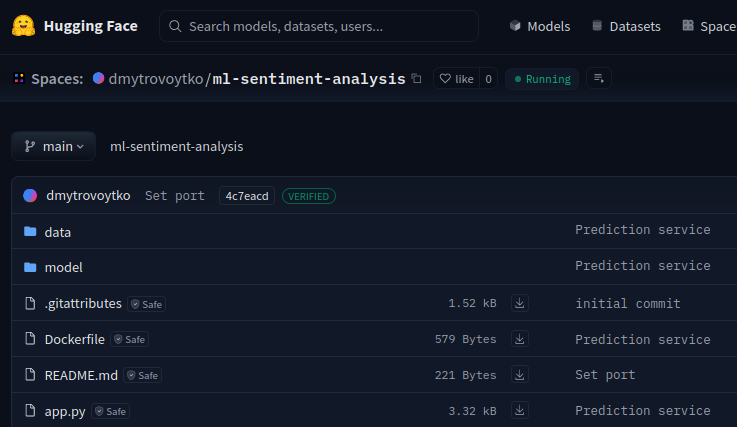 Hugging Face Search models, datasets, users... Models Datasets Space
Spaces: dmytrovoytko/ml-sentiment-analysis like 0 Running
main ml-sentiment-analysis
dmytrovoytko Set port 4c7eacd VERIFIED
data Prediction service
model Prediction service
.gitattributes Safe 1.52 kB initial commit
Dockerfile Safe 579 Bytes Prediction service
README.md Safe 221 Bytes Set port
app.py Safe 3.32 kB Prediction service